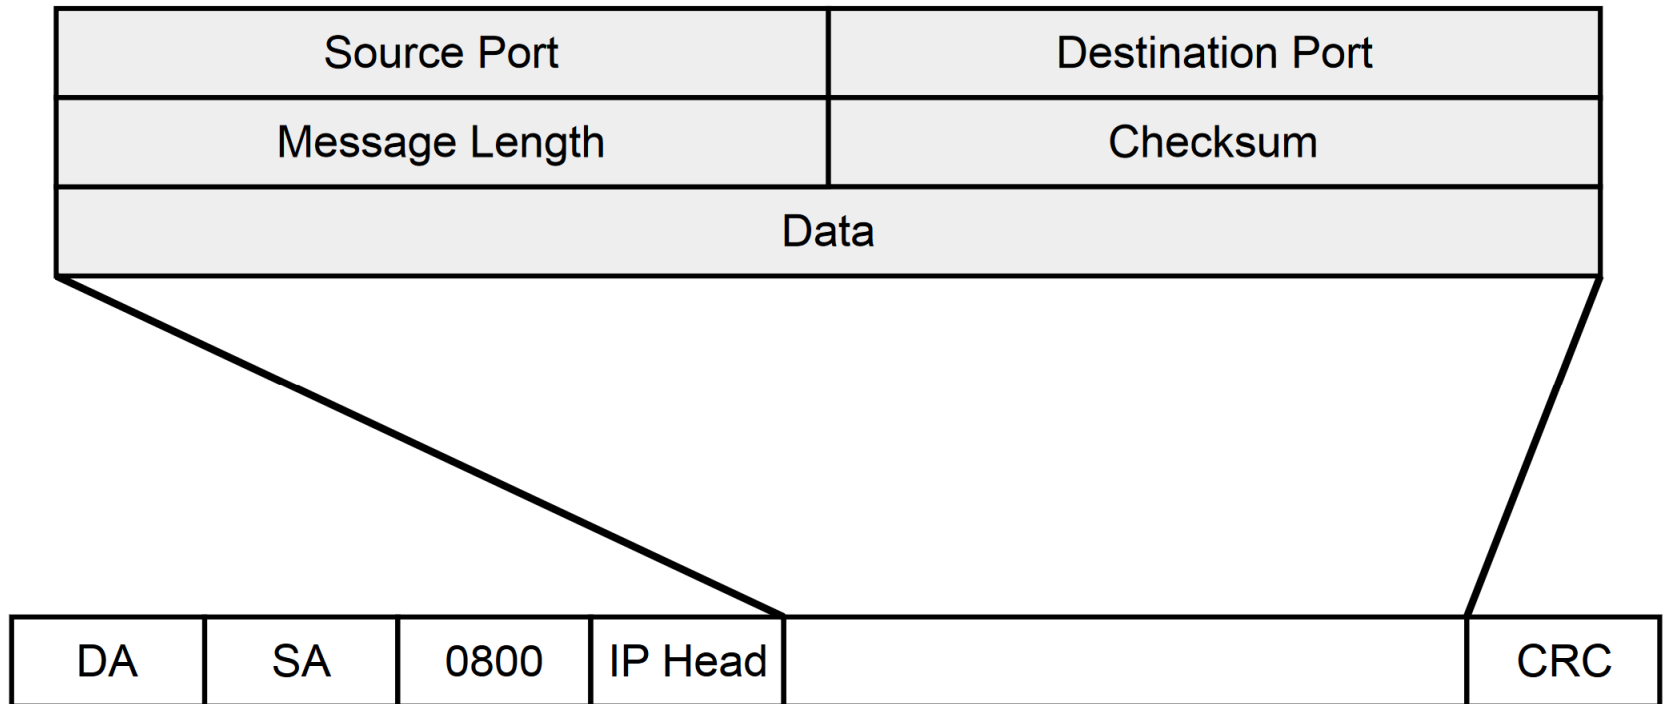 Source Port Destination Port
Message Length Checksum
Data
DA SA 0800 IP Head CRC